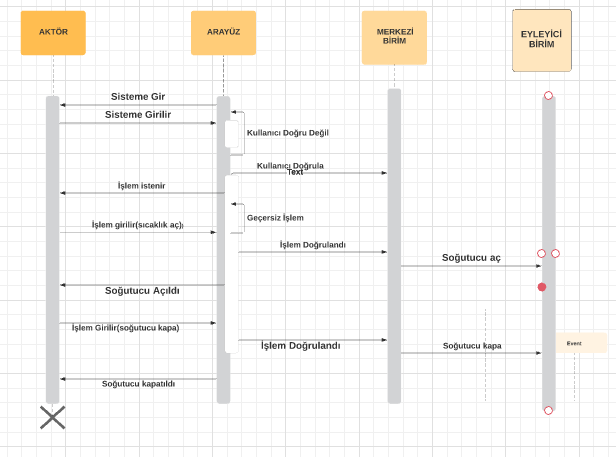 AKTÖR
ARAYÜZ
MERKEZİ
BİRİM
EYLEYİCİ
BİRİM
Sisteme Gir
Sisteme Girilir
Kullanıcı Doğru Değil
Kullanıcı Doğrula
Text
İşlem istenir
Geçersiz İşlem
İşlem girilir(sıcaklık aç)
İşlem Doğrulandı
Soğutucu aç
Soğutucu Açıldı
İşlem Girilir(soğutucu kapa)
İşlem Doğrulandı
Soğutucu kapa
Event
Soğutucu kapatıldı